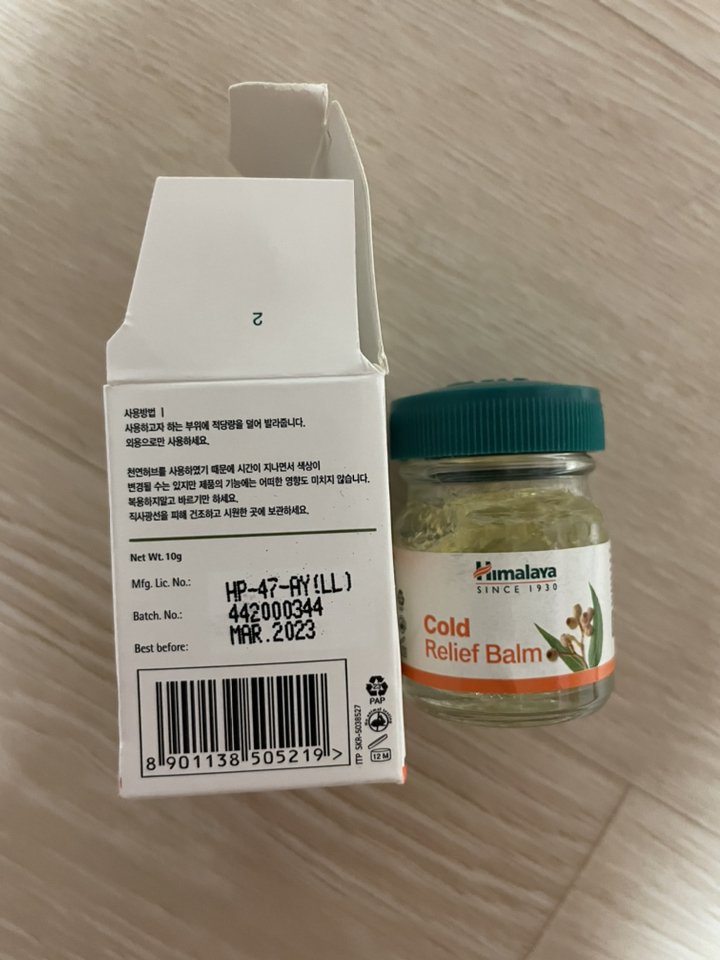 2
사용방법 |
사용하고자 하는 부위에 적당량을 덜어 발라줍니다.
외용으로만 사용하세요.
천연허브를 사용하였기 때문에 시간이 지나면서 색상이
변경될 수는 있지만 제품의 기능에는 어떠한 영향도 미치지 않습니다.
복용하지말고 바르기만 하세요.
직사광선을 피해 건조하고 시원한 곳에 보관하세요.
Net Wt. 10g
Mfg. Lic. No.: HP-47-AY(LL)
Batch. No.: 442000344
Best before: MAR.2023
8 901138 505219 >
ITP SKR-5038527
PAP
12 M
Himalaya
SINCE 1930
Cold
Relief Balm